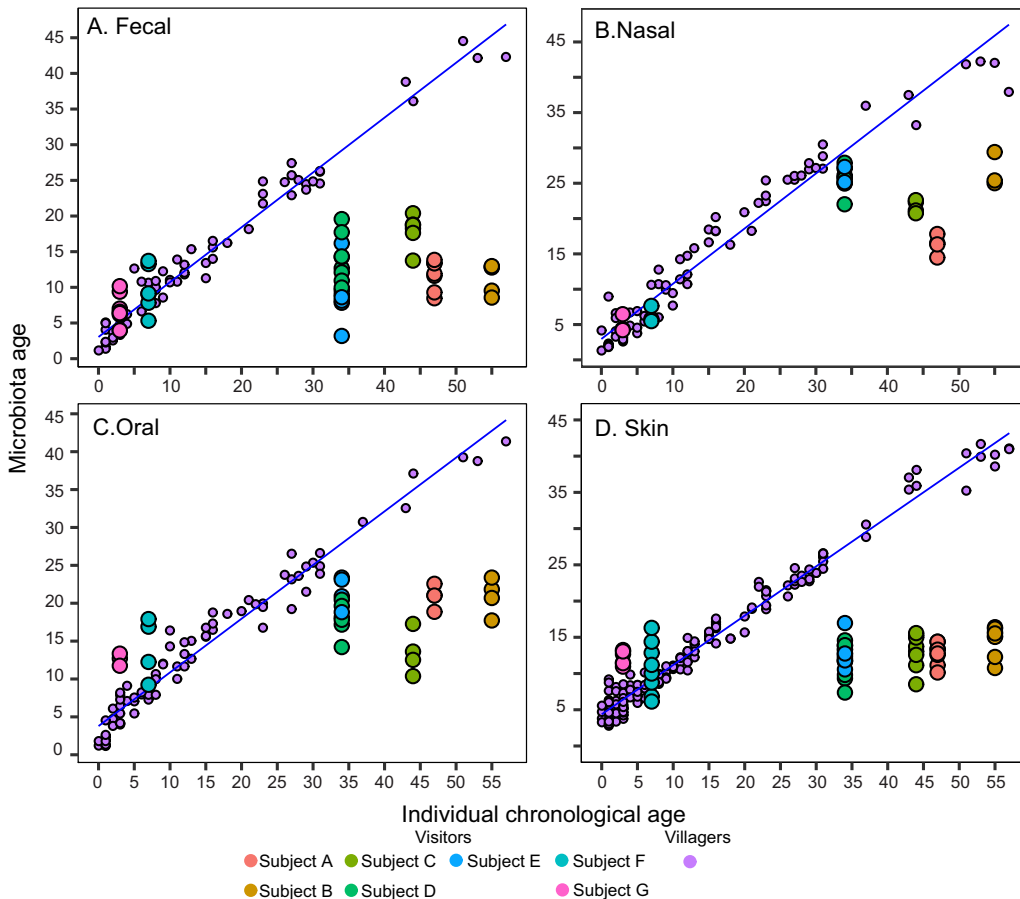 A. Fecal
45
40
35
30
25
20
15
10
5
0
0 10 20 30 40 50
B.Nasal
45
35
25
15
5
0 10 20 30 40 50
Microbiota age
C.Oral
45
40
35
30
25
20
15
10
5
0
0 5 10 15 20 25 30 35 40 45 50 55
D. Skin
45
35
25
15
5
0 5 10 15 20 25 30 35 40 45 50 55
Individual chronological age
Visitors Villagers
Subject A Subject C Subject E Subject F
Subject B Subject D Subject G